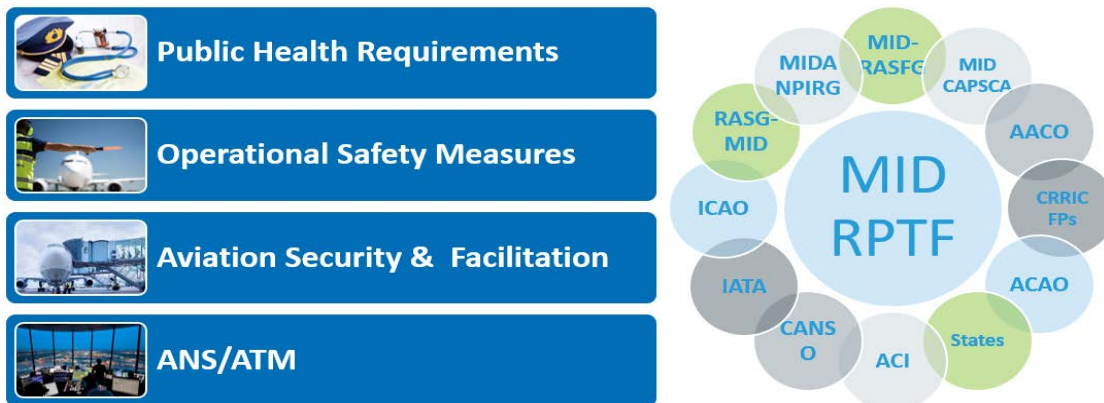 Public Health Requirements
Operational Safety Measures
Aviation Security & Facilitation
ANS/ATM
MID
RPTF
MID-
RASFG
MID
CAPSCA
AACO
CRRIC
FPs
ACAO
States
ACI
CANS
O
IATA
ICAO
RASG-
MID
MIDA
NPIRG